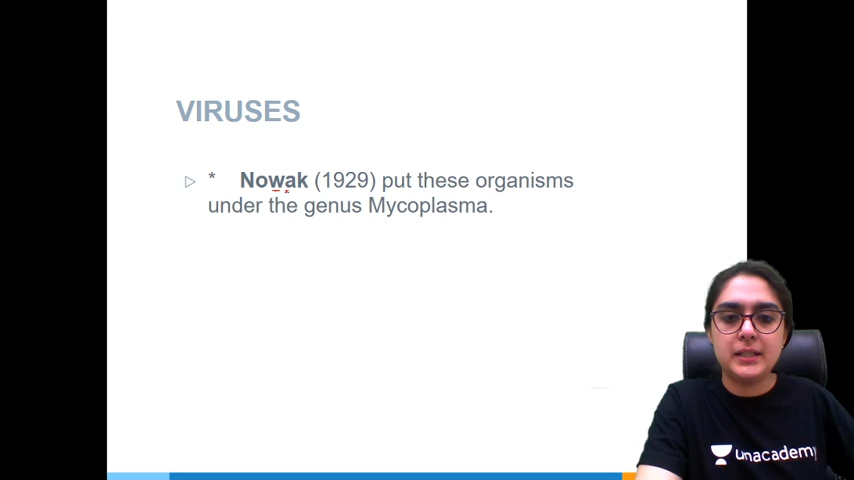 VIRUSES
* Nowak (1929) put these organisms
under the genus Mycoplasma.
unacademy